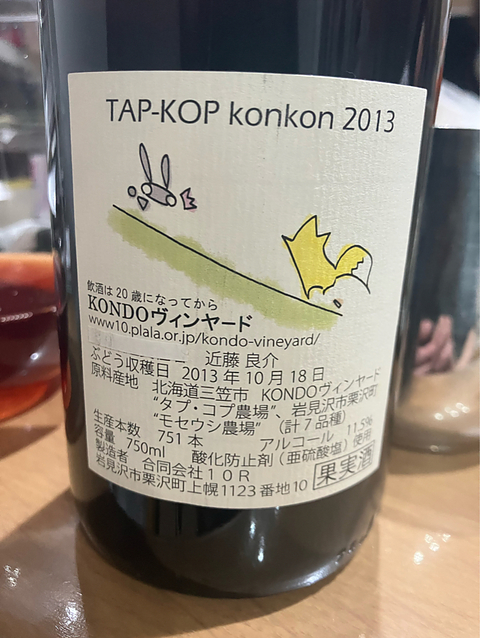 TAP-KOP konkon 2013
飲酒は20歳になってから
KONDOヴィンヤード
www10.plala.or.jp/kondo-vineyard/
近藤 良介
ぶどう収穫日 2013年10月18日
原料産地 北海道三笠市 KONDOヴィンヤード
“タプ・コプ農場”、岩見沢市栗沢町
“モセウシ農場” (計7品種)
生産本数 751本 アルコール 11.5%
容量 750ml 酸化防止剤(亜硫酸塩)使用
製造者 合同会社10R
岩見沢市栗沢町上幌1123番地10 果実酒